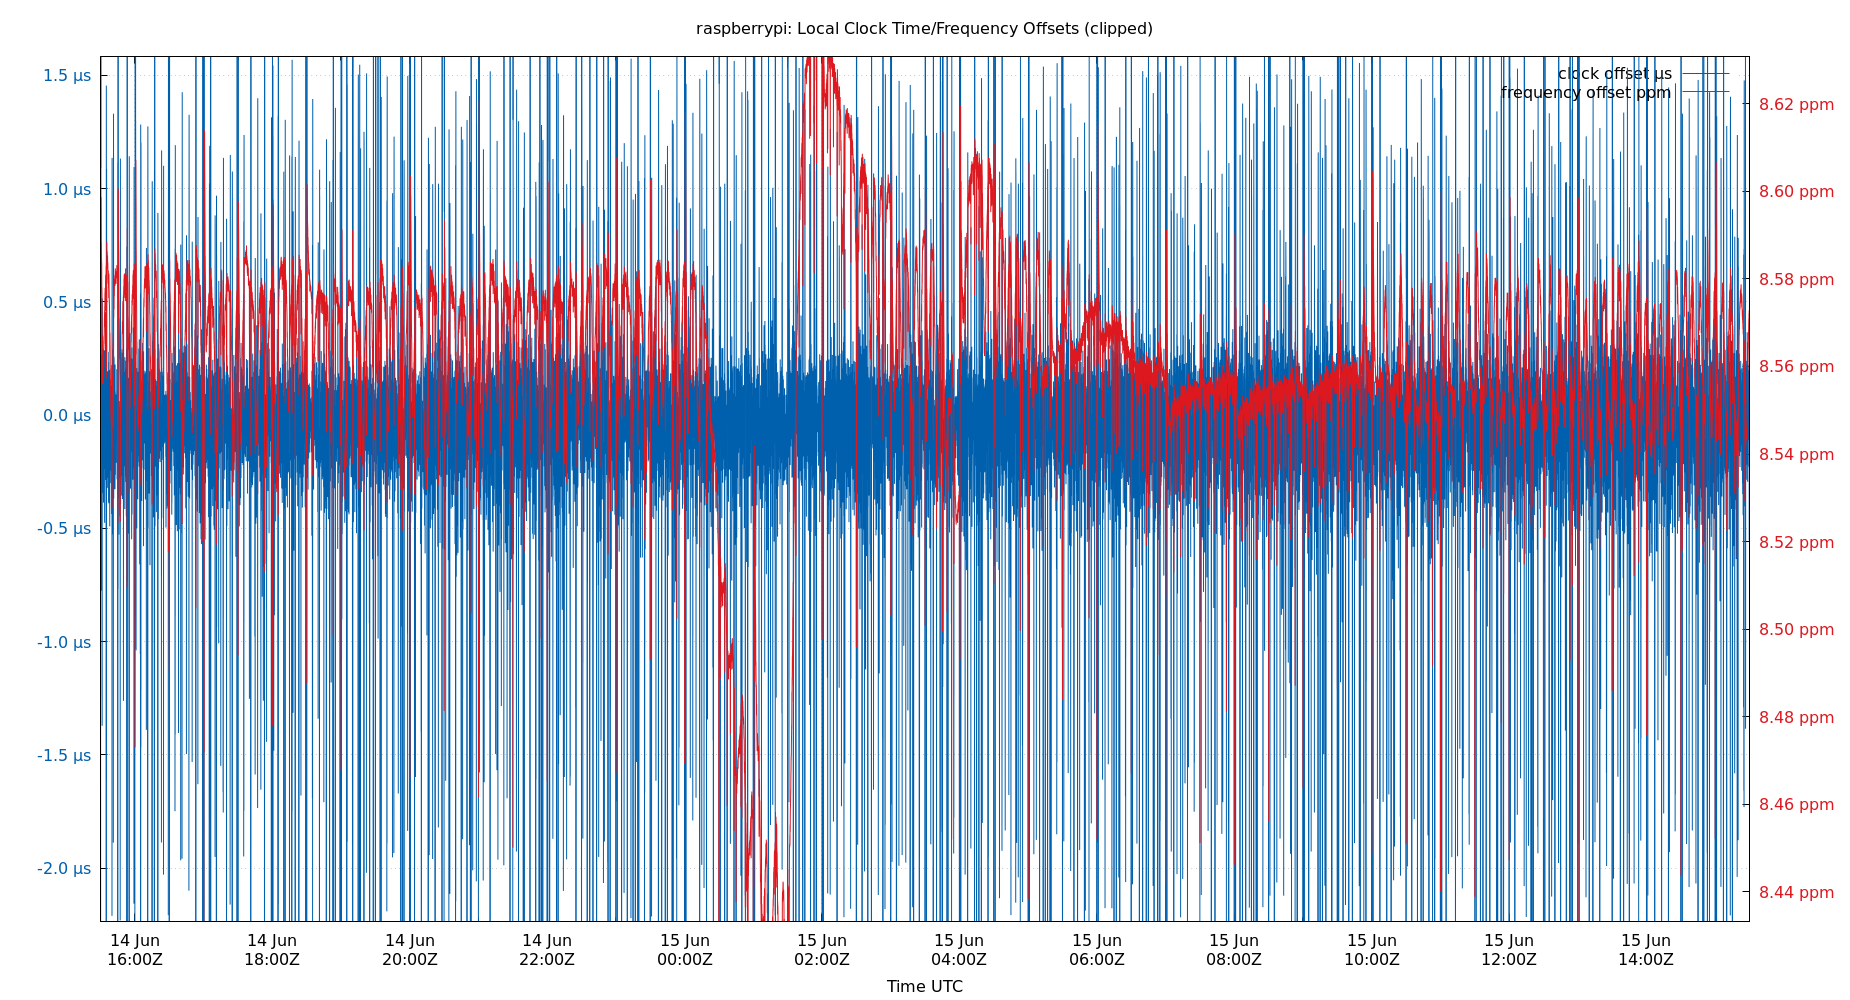 raspberrypi: Local Clock Time/Frequency Offsets (clipped)
clock offset µs
frequency offset ppm
1.5 µs
1.0 µs
0.5 µs
0.0 µs
-0.5 µs
-1.0 µs
-1.5 µs
-2.0 µs
8.62 ppm
8.60 ppm
8.58 ppm
8.56 ppm
8.54 ppm
8.52 ppm
8.50 ppm
8.48 ppm
8.46 ppm
8.44 ppm
14 Jun 14 Jun 14 Jun 14 Jun 15 Jun 15 Jun 15 Jun 15 Jun 15 Jun 15 Jun 15 Jun 15 Jun
16:00Z 18:00Z 20:00Z 22:00Z 00:00Z 02:00Z 04:00Z 06:00Z 08:00Z 10:00Z 12:00Z 14:00Z
Time UTC